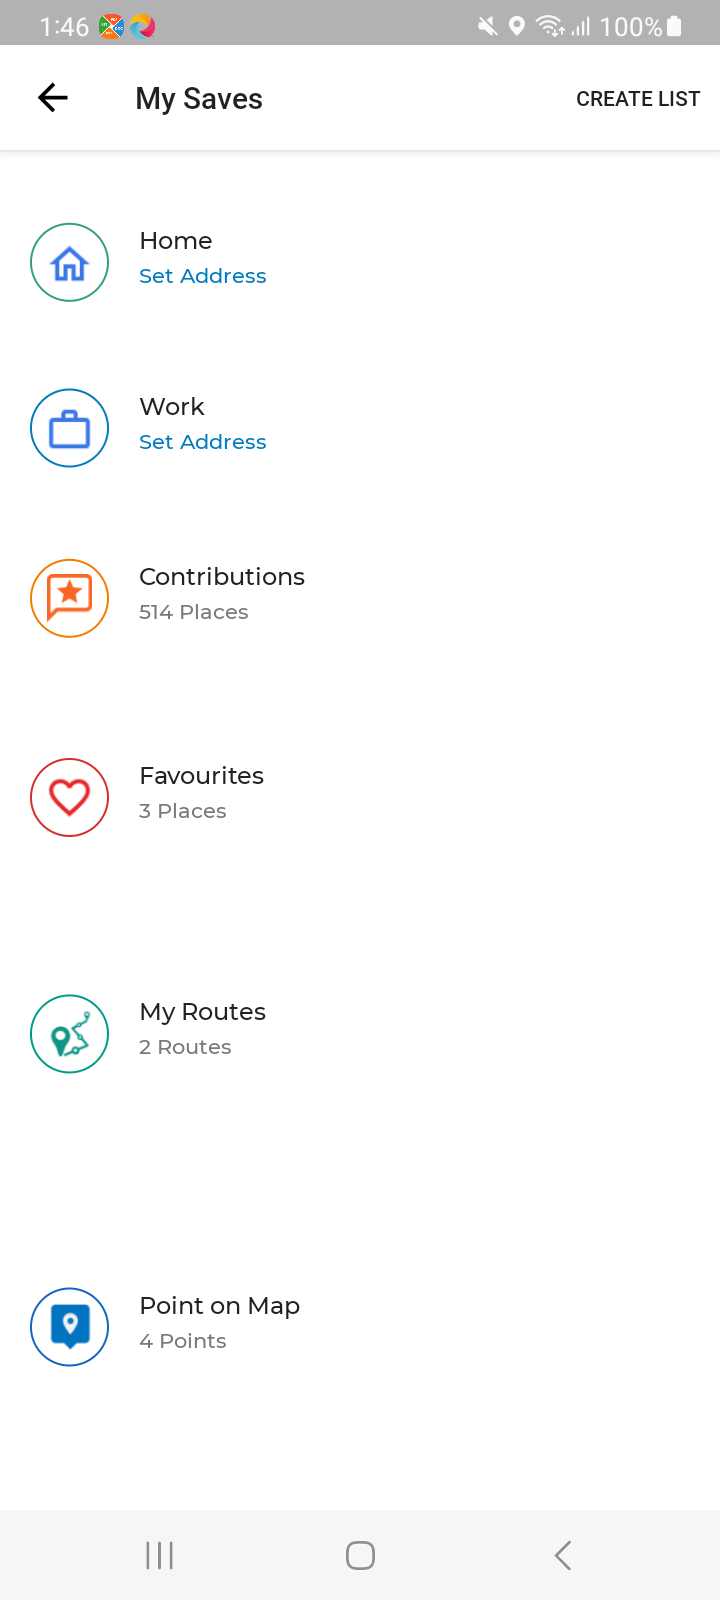 1:46
100%
My Saves
CREATE LIST
Home
Set Address
Work
Set Address
Contributions
514 Places
Favourites
3 Places
My Routes
2 Routes
Point on Map
4 Points